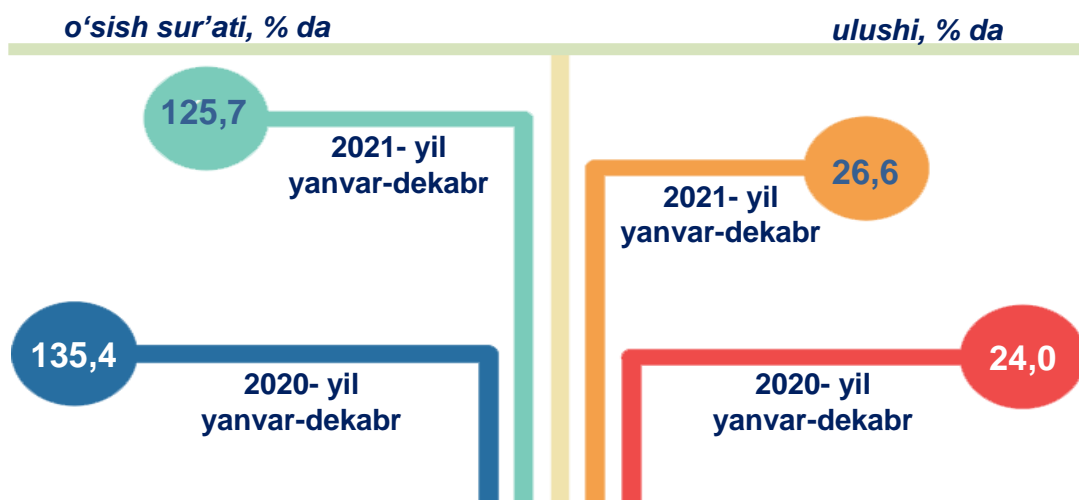 o‘sish sur’ati, % da
ulushi, % da
125,7
2021- yil
yanvar-dekabr
26,6
2021- yil
yanvar-dekabr
135,4
2020- yil
yanvar-dekabr
24,0
2020- yil
yanvar-dekabr